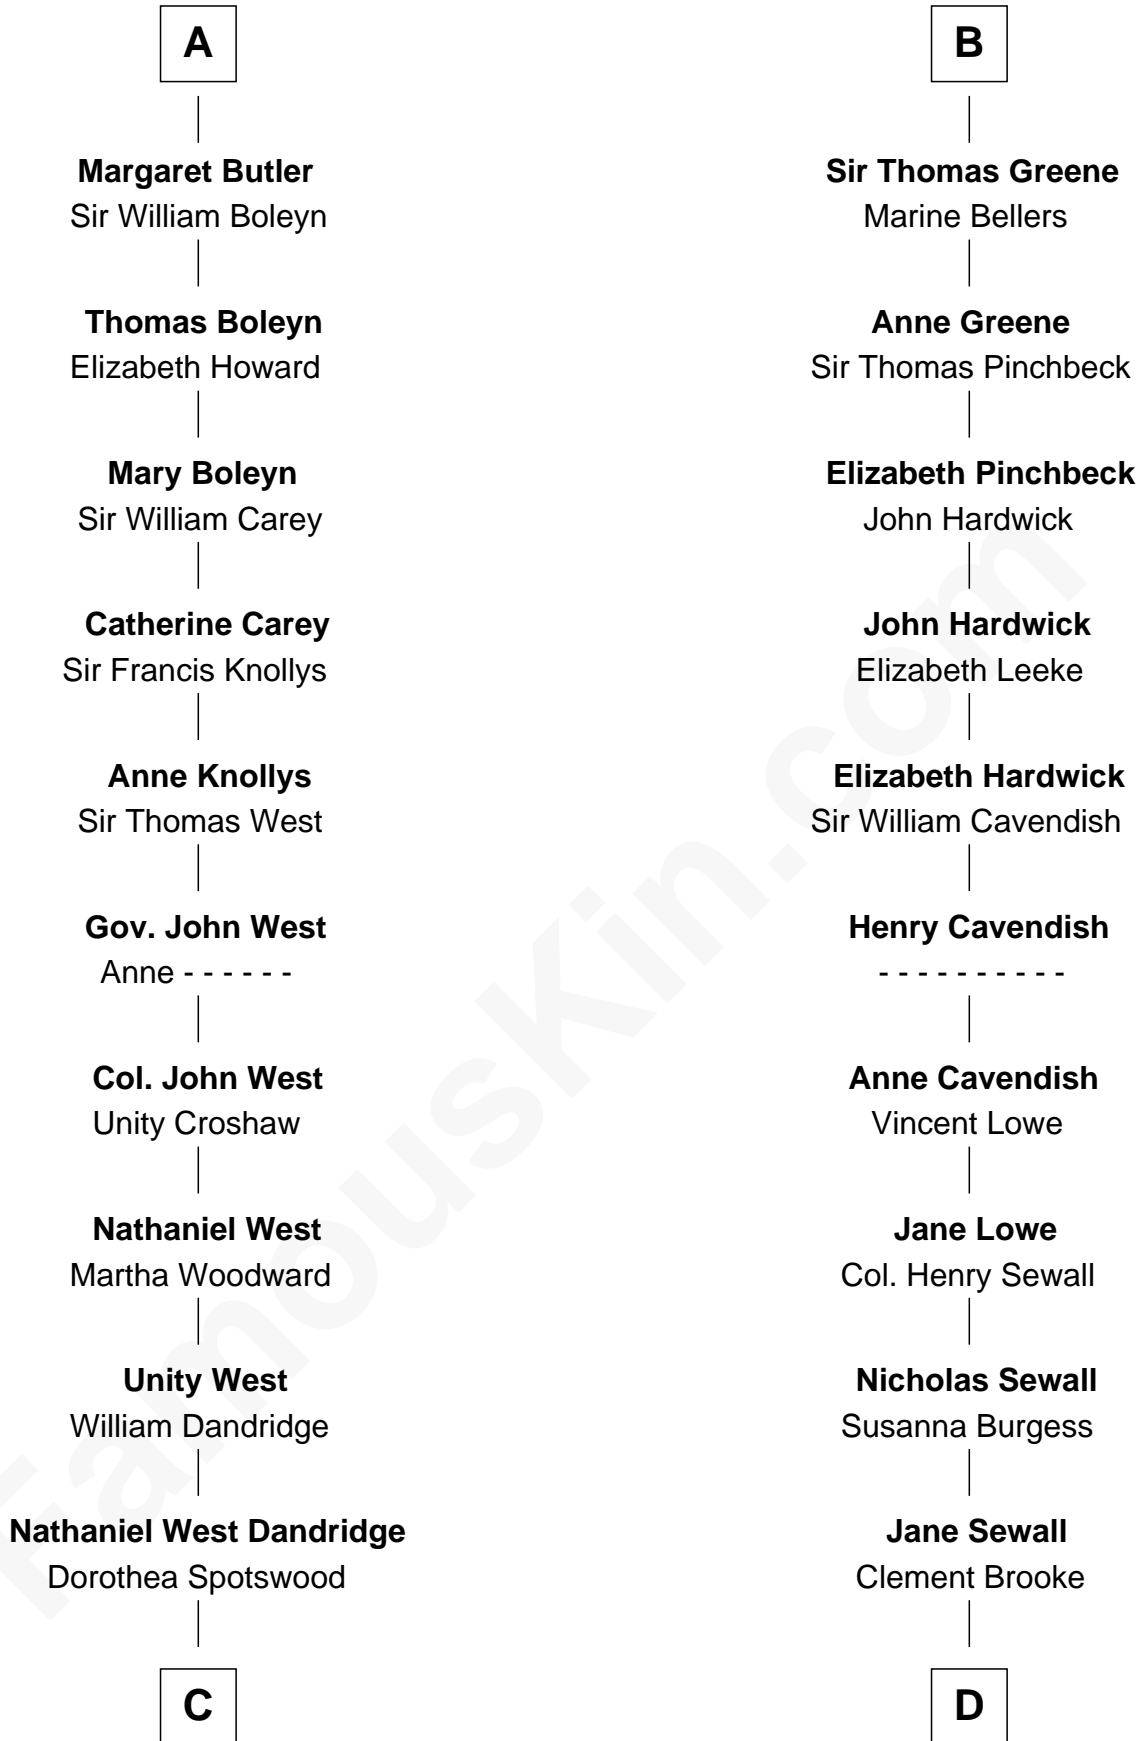 A
Margaret Butler
Sir William Boleyn
Thomas Boleyn
Elizabeth Howard
Mary Boleyn
Sir William Carey
Catherine Carey
Sir Francis Knollys
Anne Knollys
Sir Thomas West
Gov. John West
Anne - - - - - -
Col. John West
Unity Croshaw
Nathaniel West
Martha Woodward
Unity West
William Dandridge
Nathaniel West Dandridge
Dorothea Spotswood
C
B
Sir Thomas Greene
Marine Bellers
Anne Greene
Sir Thomas Pinchbeck
Elizabeth Pinchbeck
John Hardwick
John Hardwick
Elizabeth Leeke
Elizabeth Hardwick
Sir William Cavendish
Henry Cavendish
- - - - - - - - - -
Anne Cavendish
Vincent Lowe
Jane Lowe
Col. Henry Sewall
Nicholas Sewall
Susanna Burgess
Jane Sewall
Clement Brooke
D
FamousKin.com